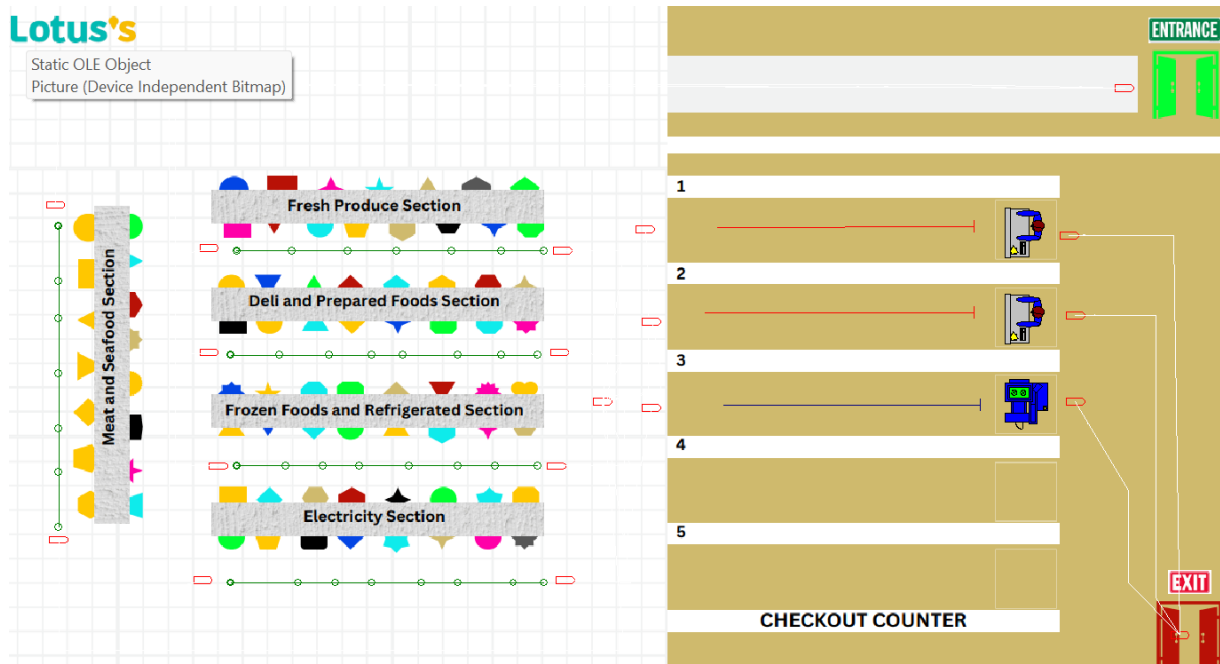 Lotus's
Static OLE Object
Picture (Device Independent Bitmap)
ENTRANCE
1
Fresh Produce Section
2
Deli and Prepared Foods Section
Meat and Seafood Section
3
Frozen Foods and Refrigerated Section
4
Electricity Section
5
EXIT
CHECKOUT COUNTER